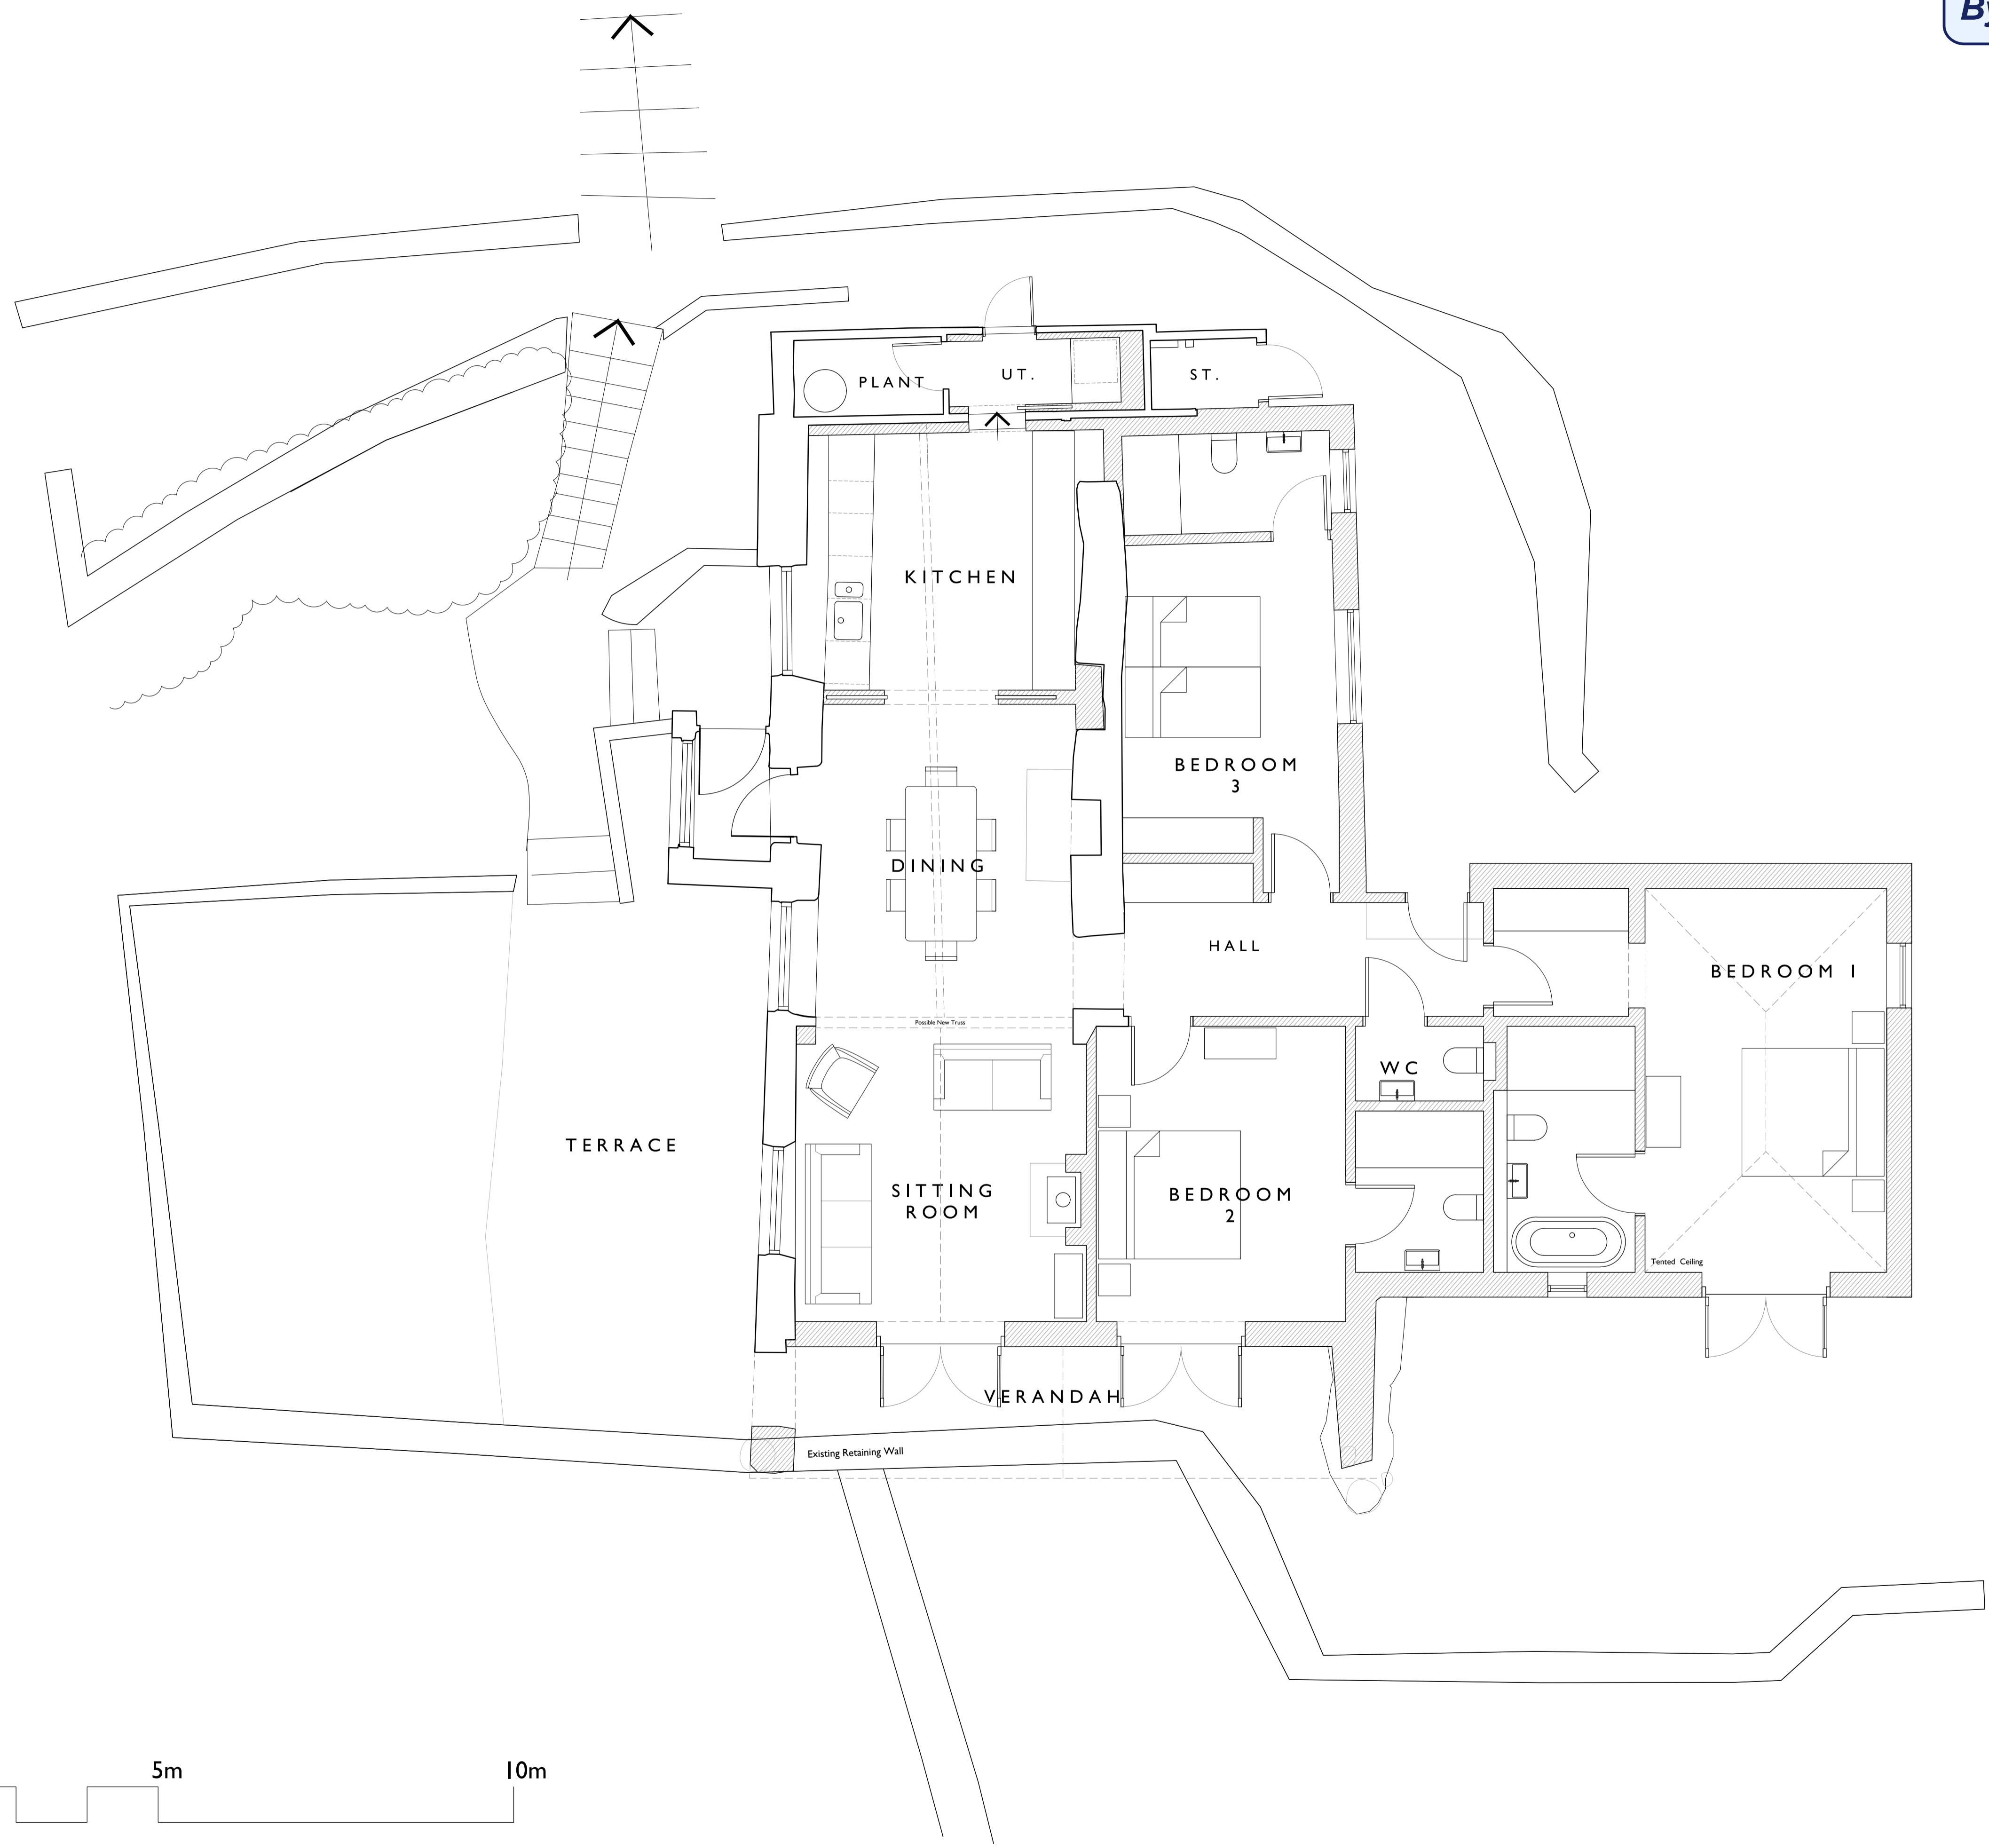 PLANT
UT.
ST.
KITCHEN
BEDROOM
3
DINING
HALL
BEDROOM 1
Possible New Truss
WC
TERRACE
SITTING
ROOM
BEDROOM
2
Tented Ceiling
VERANDAH
Existing Retaining Wall
5m
10m